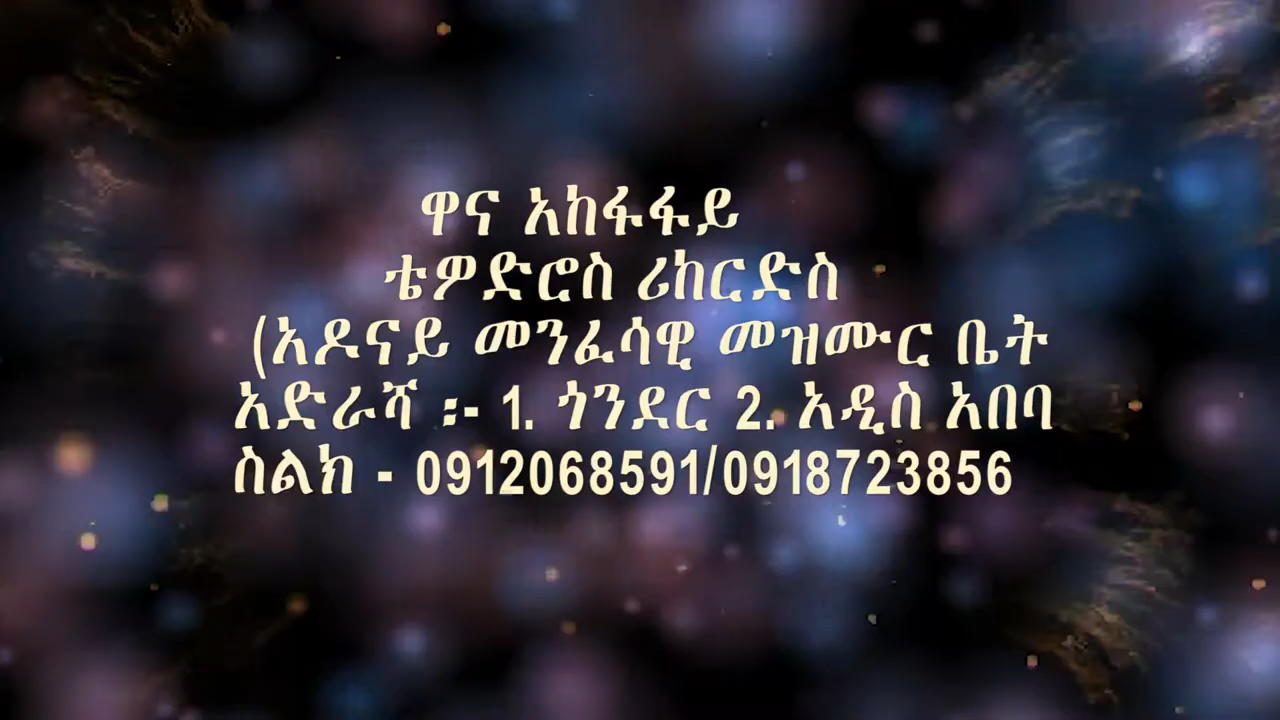 ዋና አከፋፋይ
ቴዎድሮስ ሪከርድስ
(አዶናይ መንፈሳዊ መዝሙር ቤት
አድራሻ ፡- 1. ጎንደር 2. አዲስ አበባ
ስልክ - 0912068591/0918723856